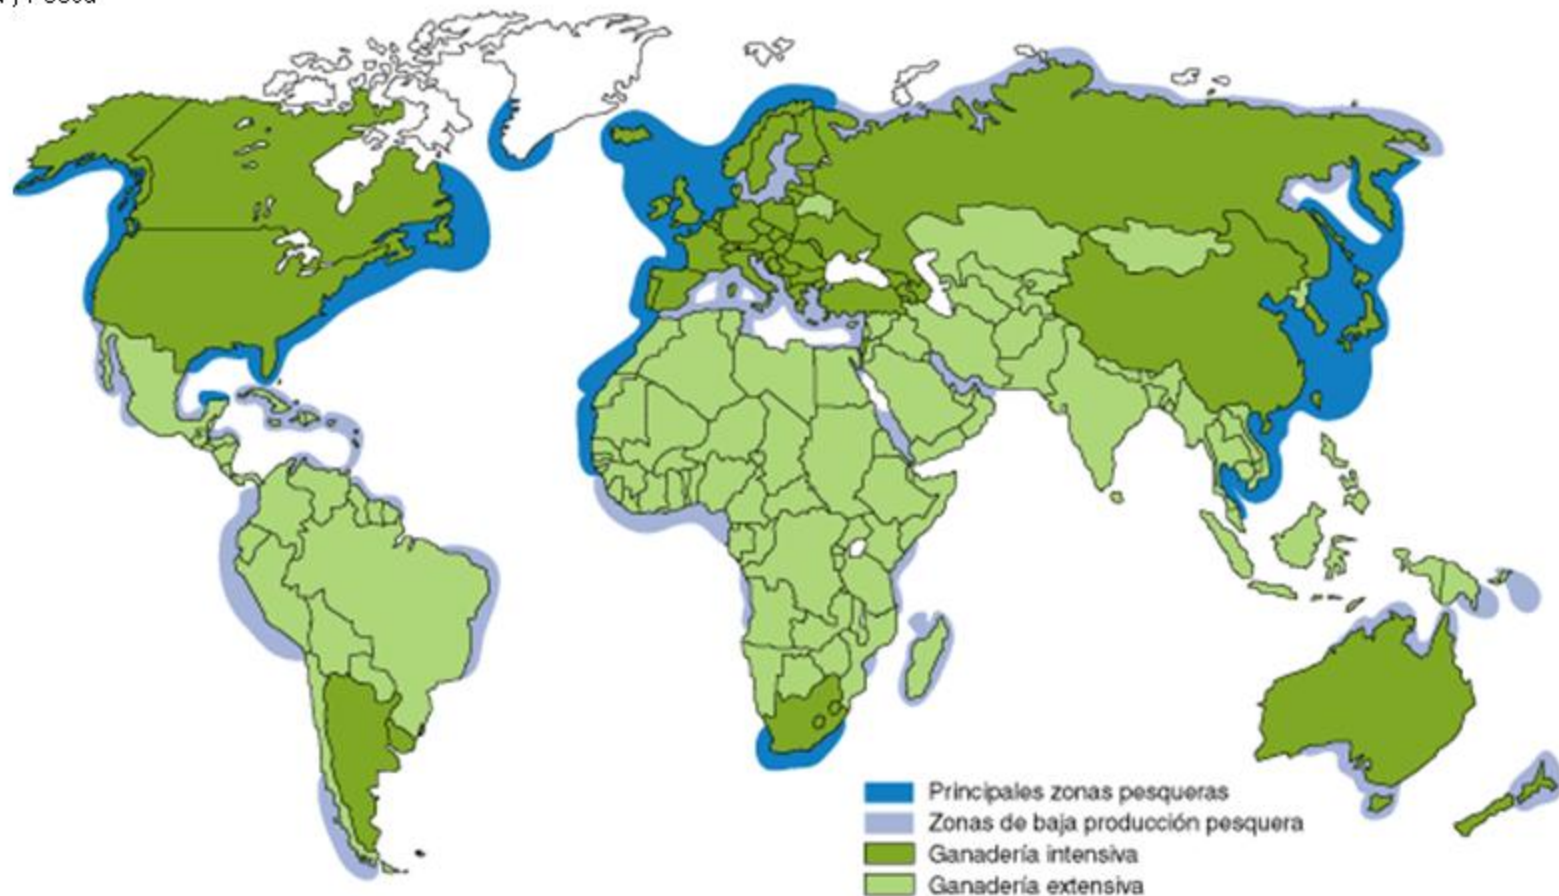 Principales zonas pesqueras
Zonas de baja producción pesquera
Ganadería intensiva
Ganadería extensiva